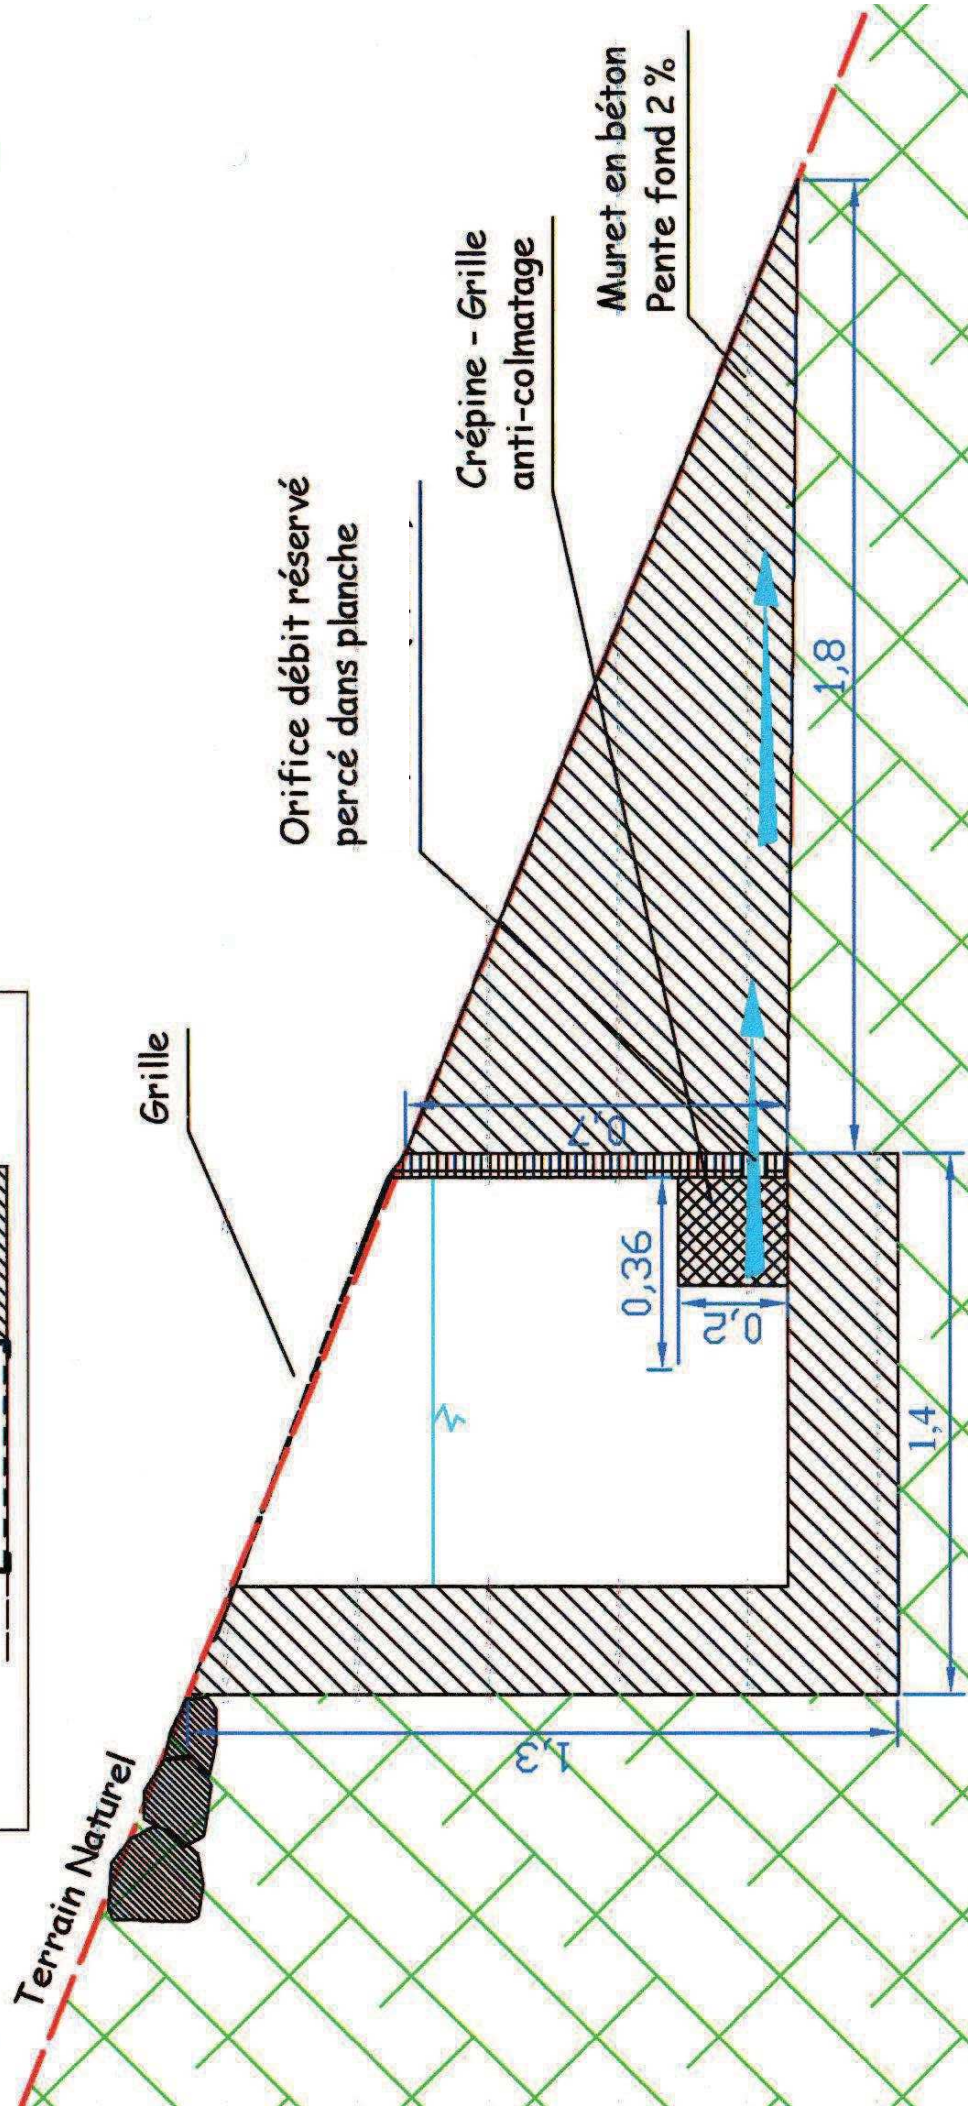 Terrain Naturel
Grille
Orifice débit réservé
percé dans planche
Crépine - Grille
anti-colmatage
Muret en béton
Pente fond 2 %
0,7
0,36
0,2
1,8
1,3
1,4